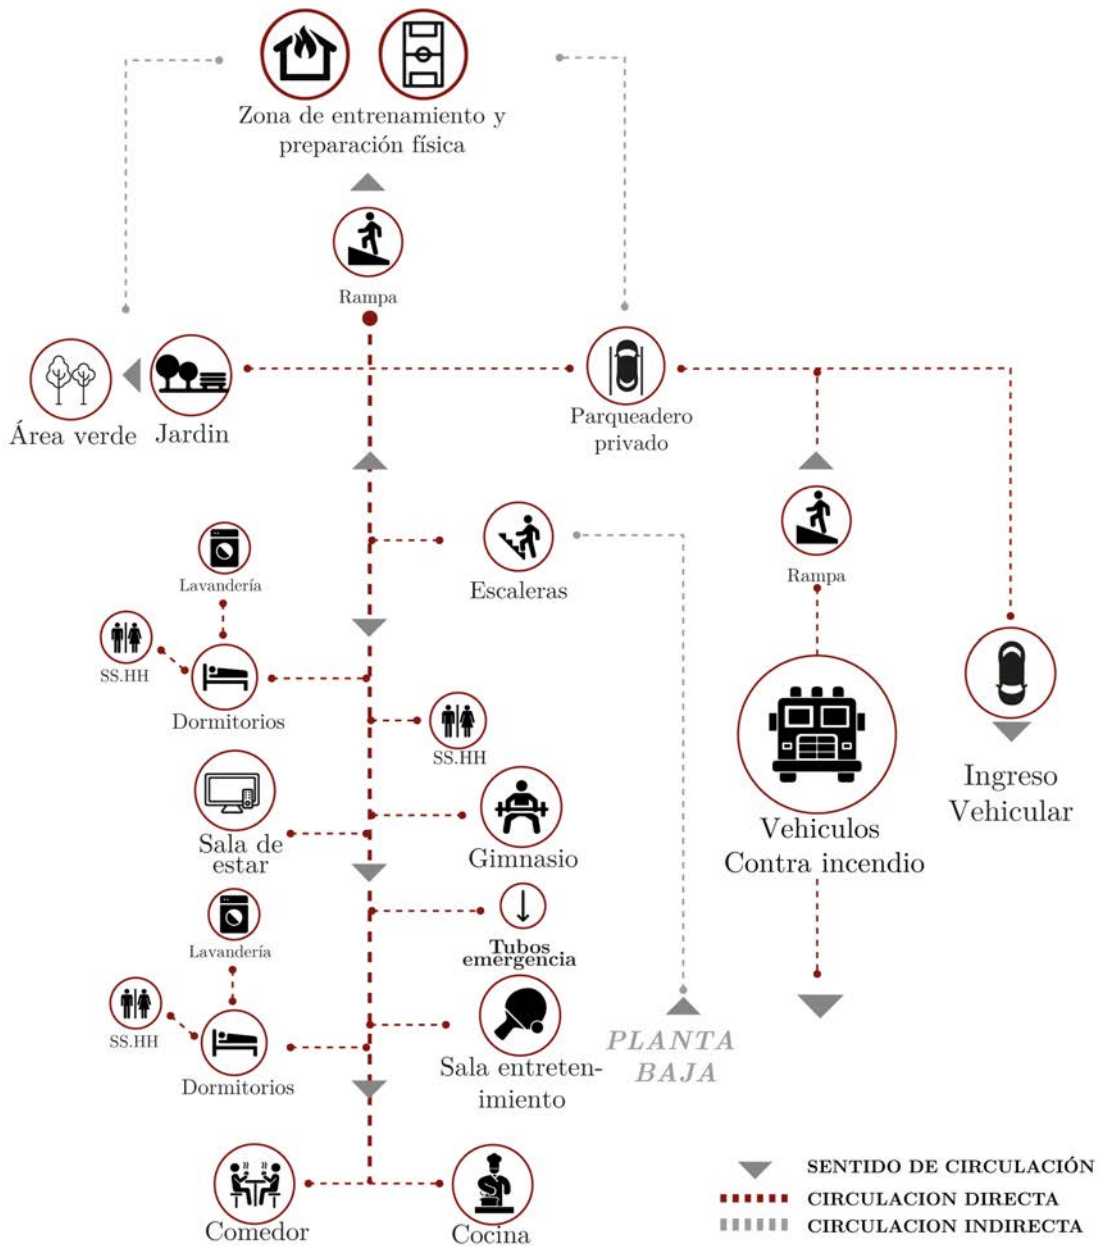 Zona de entrenamiento y
preparación física
Rampa
Área verde
Jardin
Parqueadero
privado
Escaleras
Rampa
Lavandería
SS.HH
Dormitorios
SS.HH
Ingreso
Vehicular
Sala de
estar
Gimnasio
Vehiculos
Contra incendio
Lavandería
Tubos
emergencia
SS.HH
Dormitorios
Sala entreten-
imiento
PLANTA
BAJA
Comedor
Cocina
SENTIDO DE CIRCULACIÓN
CIRCULACION DIRECTA
CIRCULACION INDIRECTA